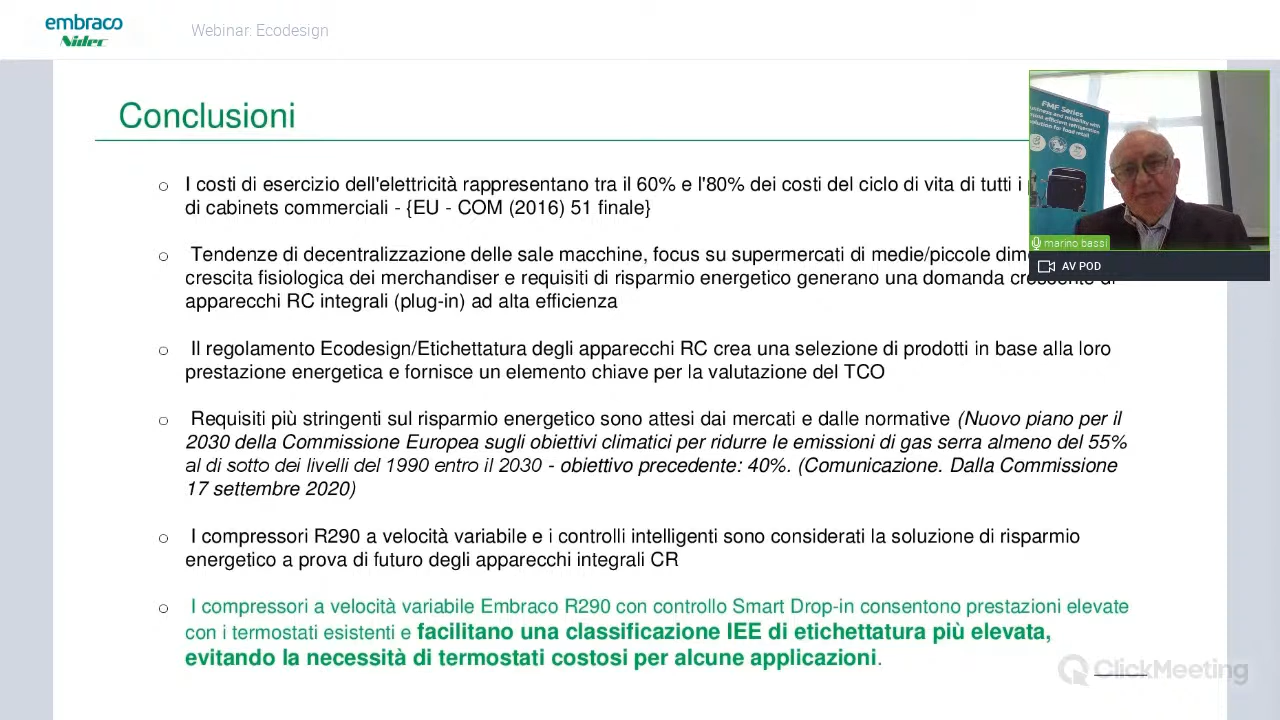 embraco
Nidec
Webinar: Ecodesign
Conclusioni
FMF Series
solution for food retail
marino bassi
AV POD
I costi di esercizio dell'elettricità rappresentano tra il 60% e l'80% dei costi del ciclo di vita di tutti i
di cabinets commerciali - {EU - COM (2016) 51 finale}
Tendenze di decentralizzazione delle sale macchine, focus su supermercati di medie/piccole
crescita fisiologica dei merchandiser e requisiti di risparmio energetico generano una domanda crescente di
apparecchi RC integrali (plug-in) ad alta efficienza
Il regolamento Ecodesign/Etichettatura degli apparecchi RC crea una selezione di prodotti in base alla loro
prestazione energetica e fornisce un elemento chiave per la valutazione del TCO
Requisiti più stringenti sul risparmio energetico sono attesi dai mercati e dalle normative (Nuovo piano per il
2030 della Commissione Europea sugli obiettivi climatici per ridurre le emissioni di gas serra almeno del 55%
al di sotto dei livelli del 1990 entro il 2030 - obiettivo precedente: 40%. (Comunicazione. Dalla Commissione
17 settembre 2020)
I compressori R290 a velocità variabile e i controlli intelligenti sono considerati la soluzione di risparmio
energetico a prova di futuro degli apparecchi integrali CR
I compressori a velocità variabile Embraco R290 con controllo Smart Drop-in consentono prestazioni elevate
con i termostati esistenti e facilitano una classificazione IEE di etichettatura più elevata,
evitando la necessità di termostati costosi per alcune applicazioni.
ClickMeeting